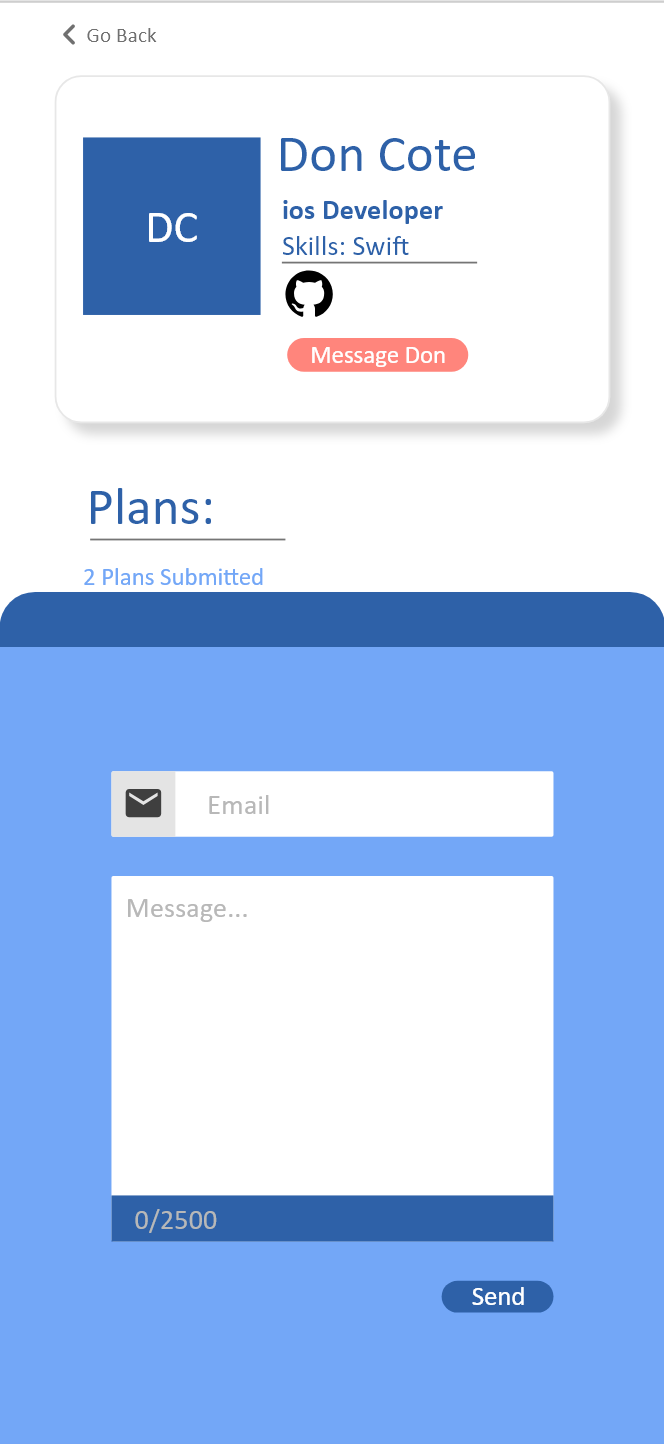 Go Back
DC
Don Cote
ios Developer
Skills: Swift
Message Don
Plans:
2 Plans Submitted
Email
Message...
0/2500
Send